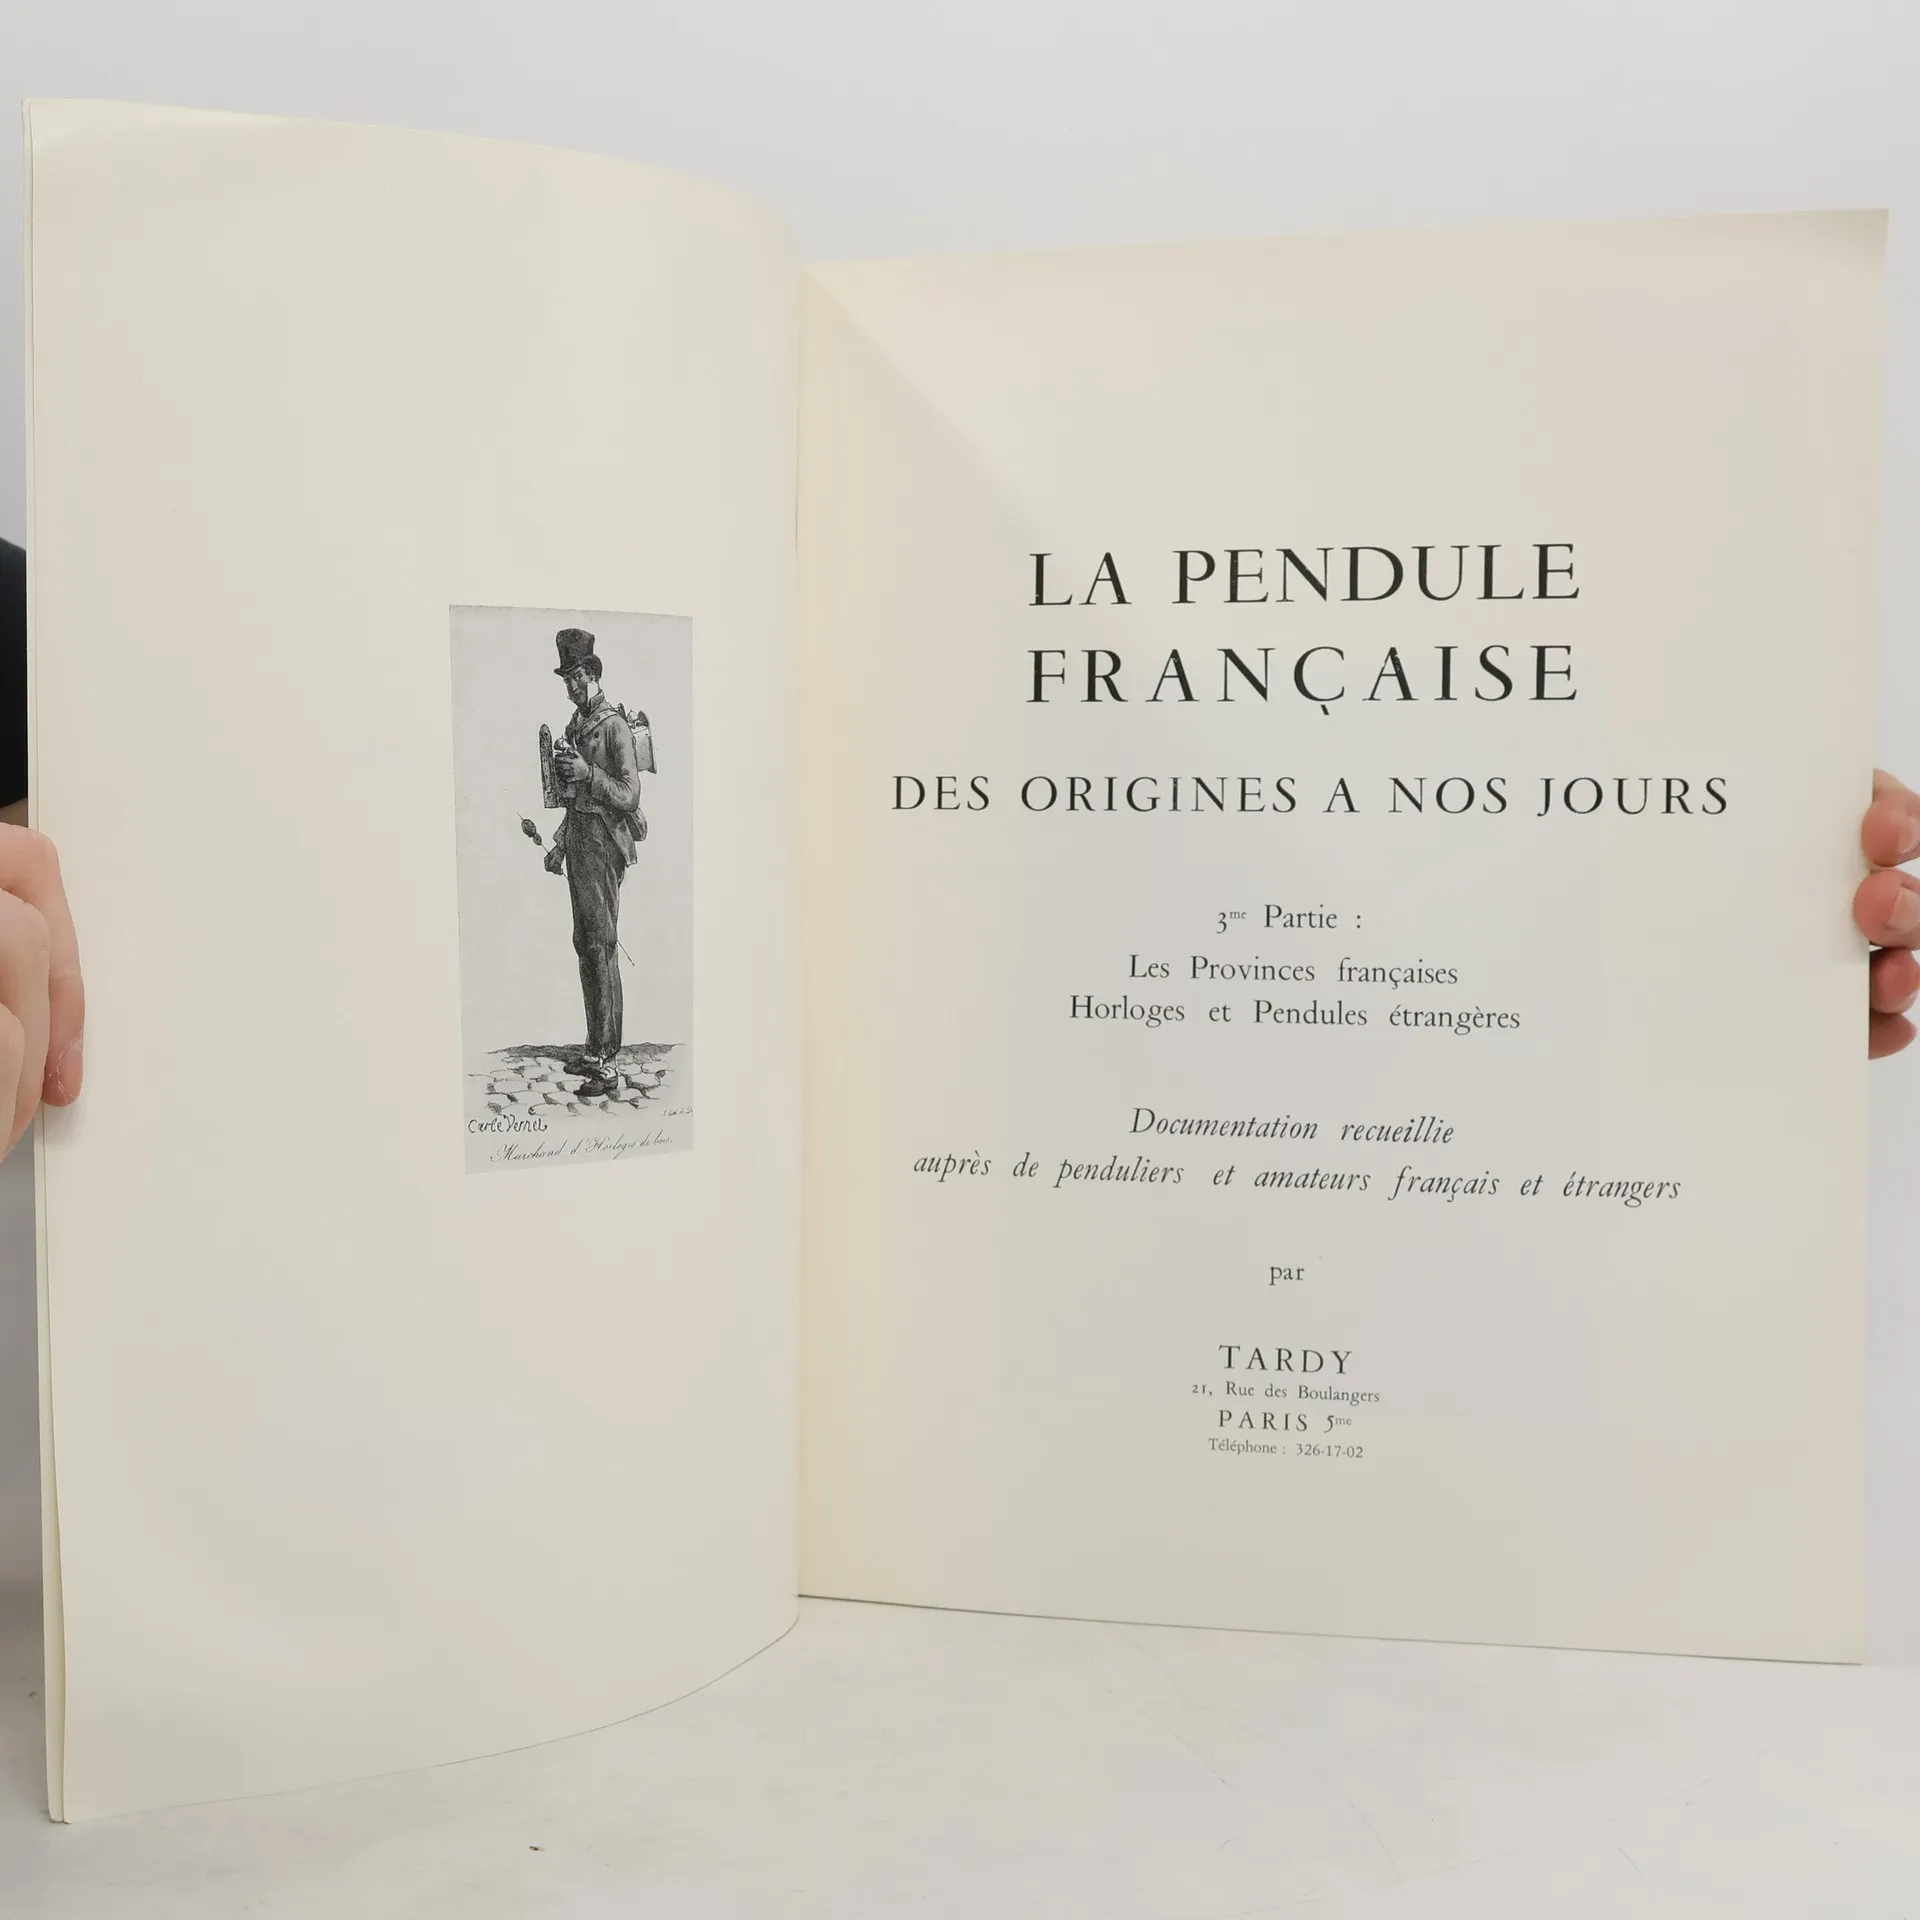 Carle Vernet
Marchand d'Horloges de bois.
LA PENDULE
FRANÇAISE
DES ORIGINES A NOS JOURS
3me Partie :
Les Provinces françaises
Horloges et Pendules étrangères
Documentation recueillie
auprès de penduliers et amateurs français et étrangers
par
TARDY
21, Rue des Boulangers
PARIS 5me
Téléphone : 326-17-02